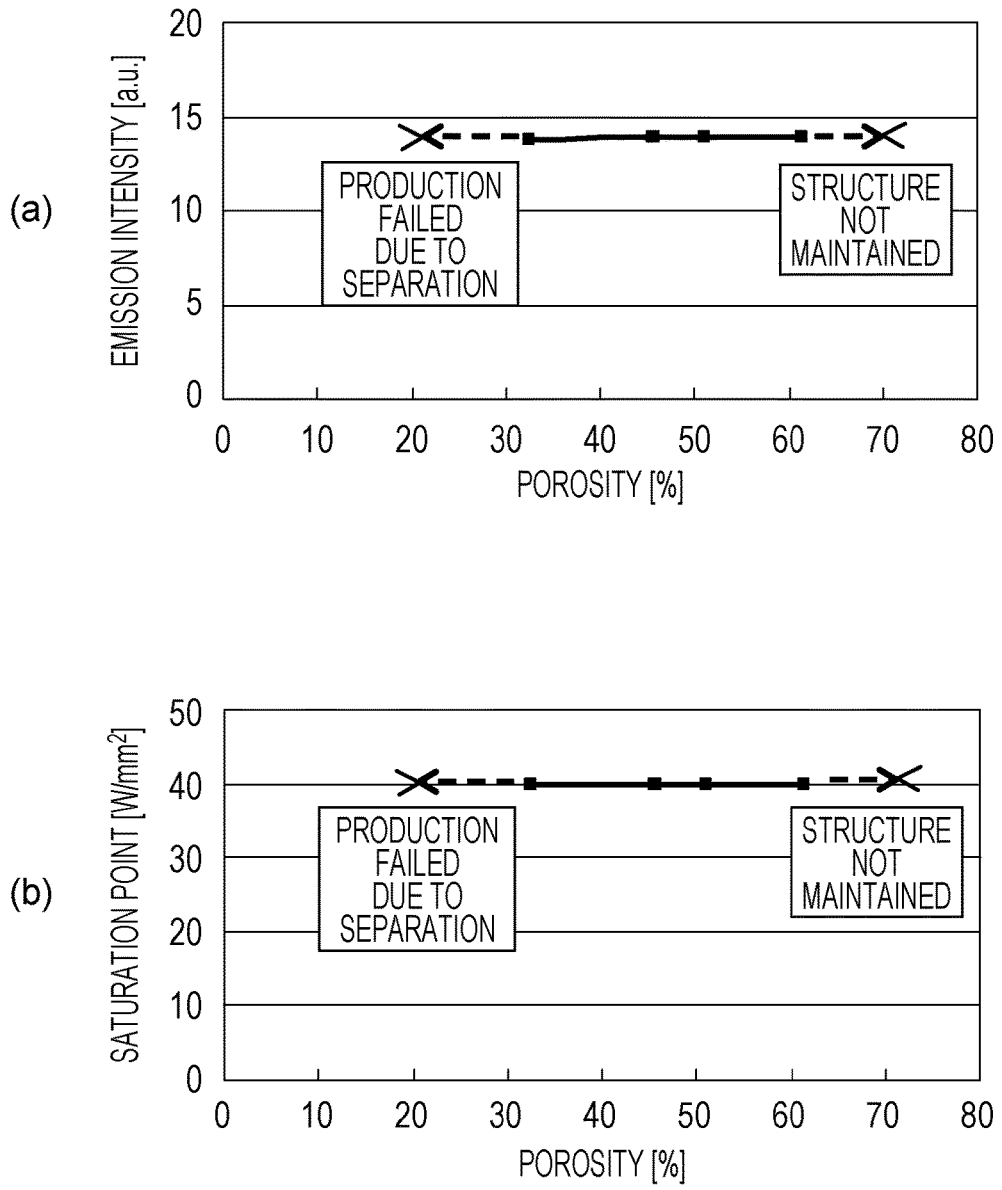 (a)
EMISSION INTENSITY [a.u.]
20
15
10
5
0
PRODUCTION
FAILED
DUE TO
SEPARATION
STRUCTURE
NOT
MAINTAINED
0 10 20 30 40 50 60 70 80
POROSITY [%]
(b)
SATURATION POINT [W/mm²]
50
40
30
20
10
0
PRODUCTION
FAILED
DUE TO
SEPARATION
STRUCTURE
NOT
MAINTAINED
0 10 20 30 40 50 60 70 80
POROSITY [%]